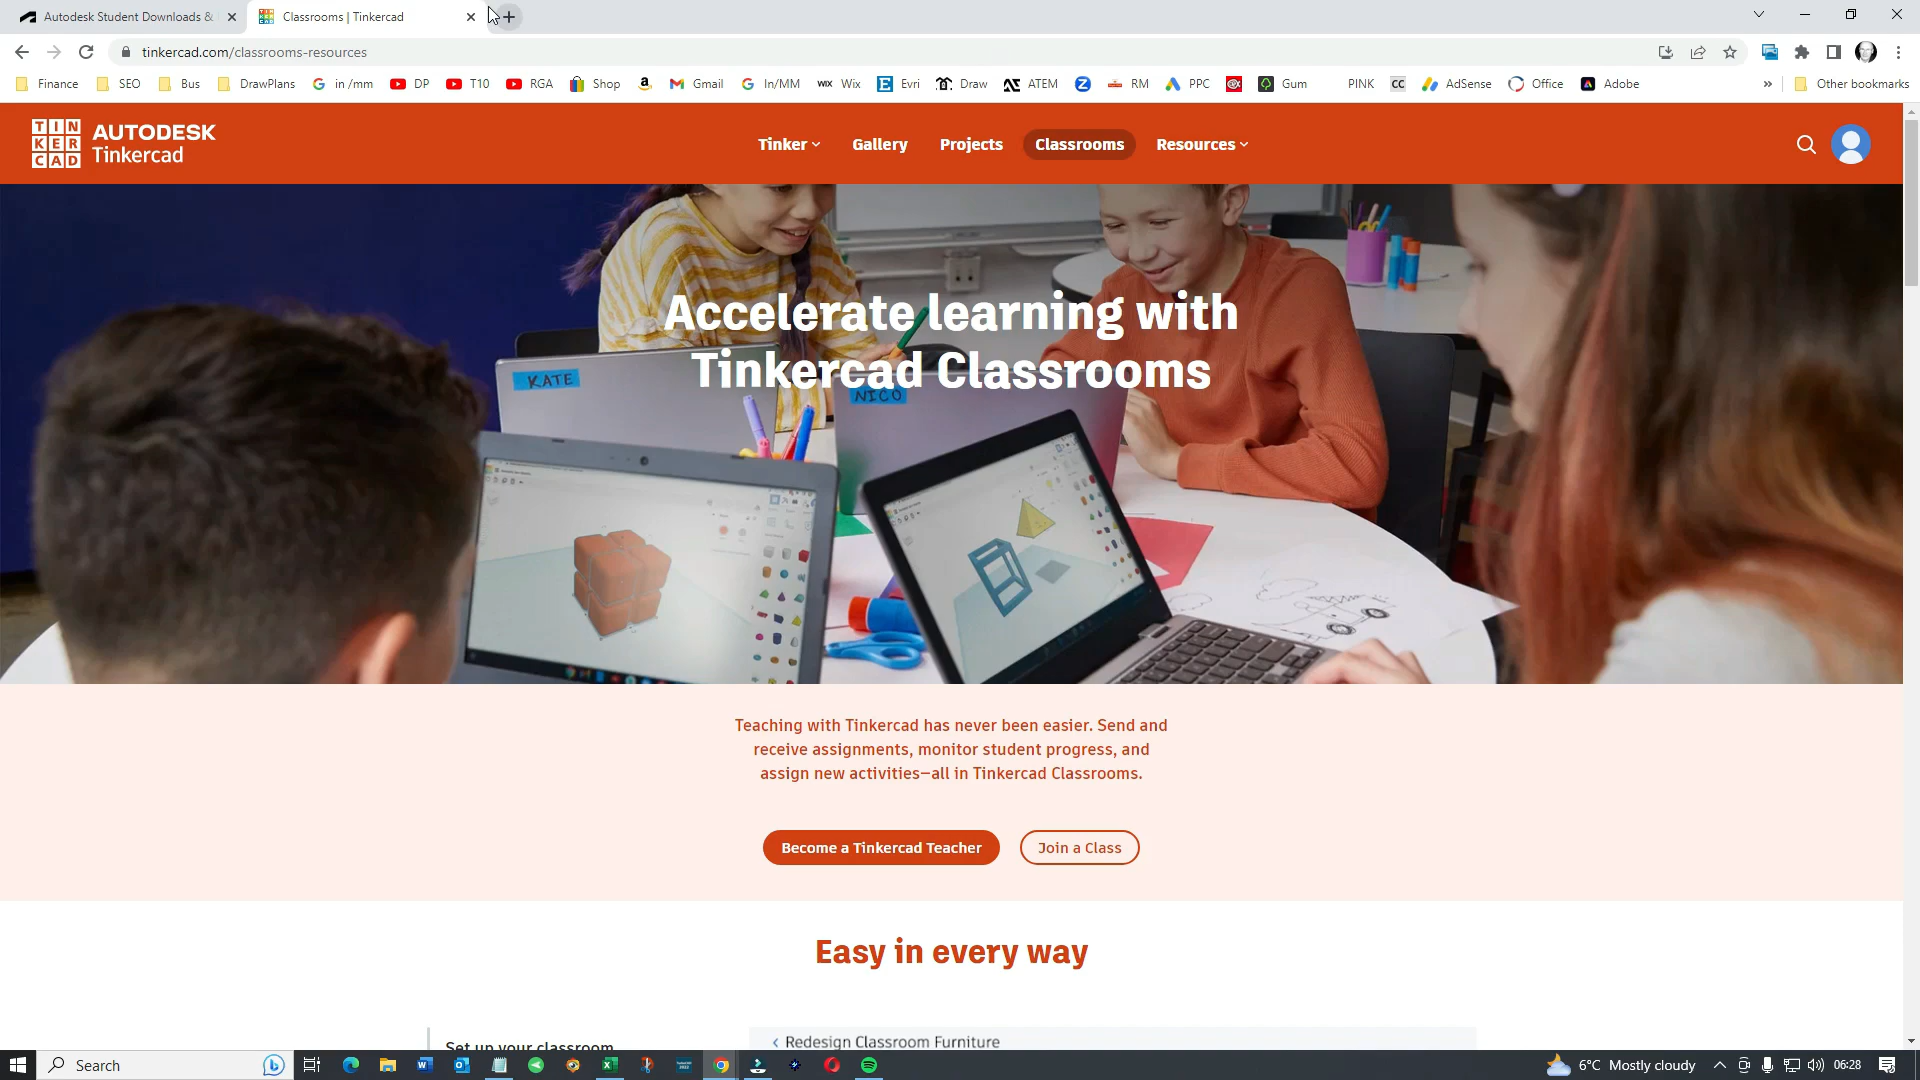 Autodesk Student Downloads &
Classrooms | Tinkercad
tinkercad.com/classrooms-resources
Finance SEO Bus DrawPlans in /mm DP T10 RGA Shop Gmail In/MM Wix Evri Draw ATEM RM PPC Gum PINK CC AdSense Office Adobe » Other bookmarks
TINKERCAD
AUTODESK
Tinkercad
Tinker Gallery Projects Classrooms Resources
Accelerate learning with
Tinkercad Classrooms
KATE
NICO
Teaching with Tinkercad has never been easier. Send and
receive assignments, monitor student progress, and
assign new activities—all in Tinkercad Classrooms.
Become a Tinkercad Teacher Join a Class
Easy in every way
Set up your classroom
Redesign Classroom Furniture
Search 6°C Mostly cloudy 06:28